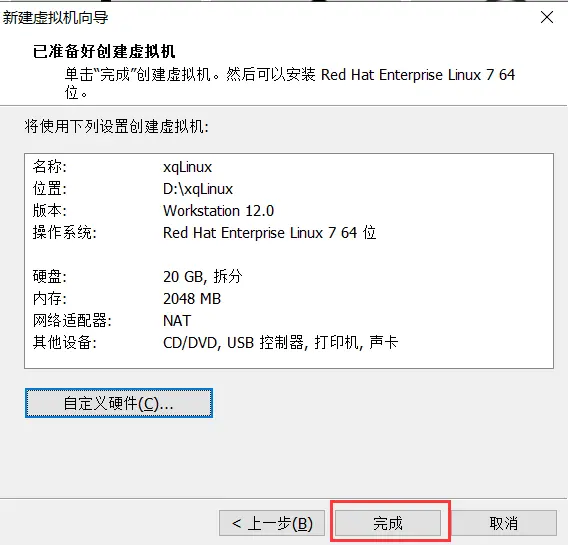 新建虚拟机向导
已准备好创建虚拟机
单击“完成”创建虚拟机。然后可以安装 Red Hat Enterprise Linux 7 64
位。
将使用下列设置创建虚拟机:
名称: xqLinux
位置: D:\xqLinux
版本: Workstation 12.0
操作系统: Red Hat Enterprise Linux 7 64 位
硬盘: 20 GB, 拆分
内存: 2048 MB
网络适配器: NAT
其他设备: CD/DVD, USB 控制器, 打印机, 声卡
自定义硬件(C)...
< 上一步(B) 完成 取消